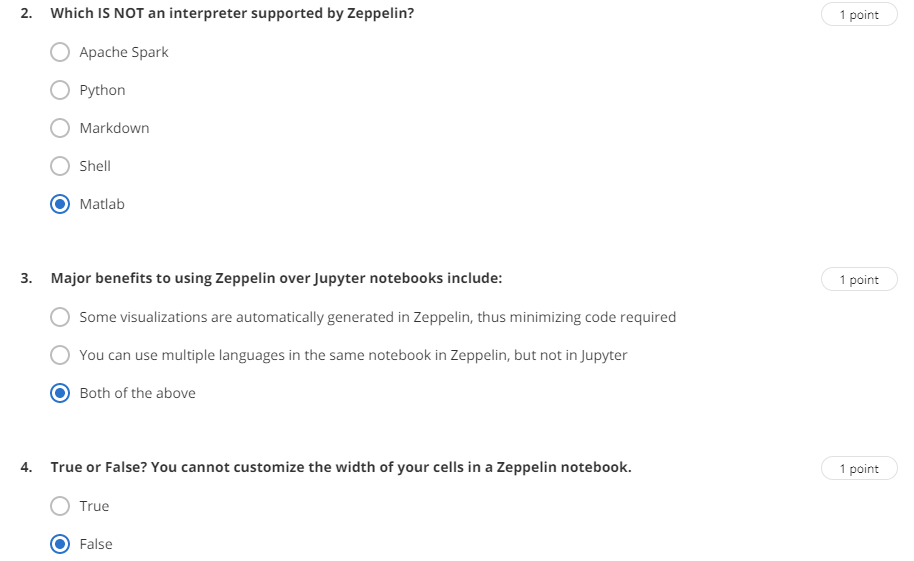 2. Which IS NOT an interpreter supported by Zeppelin? 1 point
Apache Spark
Python
Markdown
Shell
Matlab
3. Major benefits to using Zeppelin over Jupyter notebooks include: 1 point
Some visualizations are automatically generated in Zeppelin, thus minimizing code required
You can use multiple languages in the same notebook in Zeppelin, but not in Jupyter
Both of the above
4. True or False? You cannot customize the width of your cells in a Zeppelin notebook. 1 point
True
False